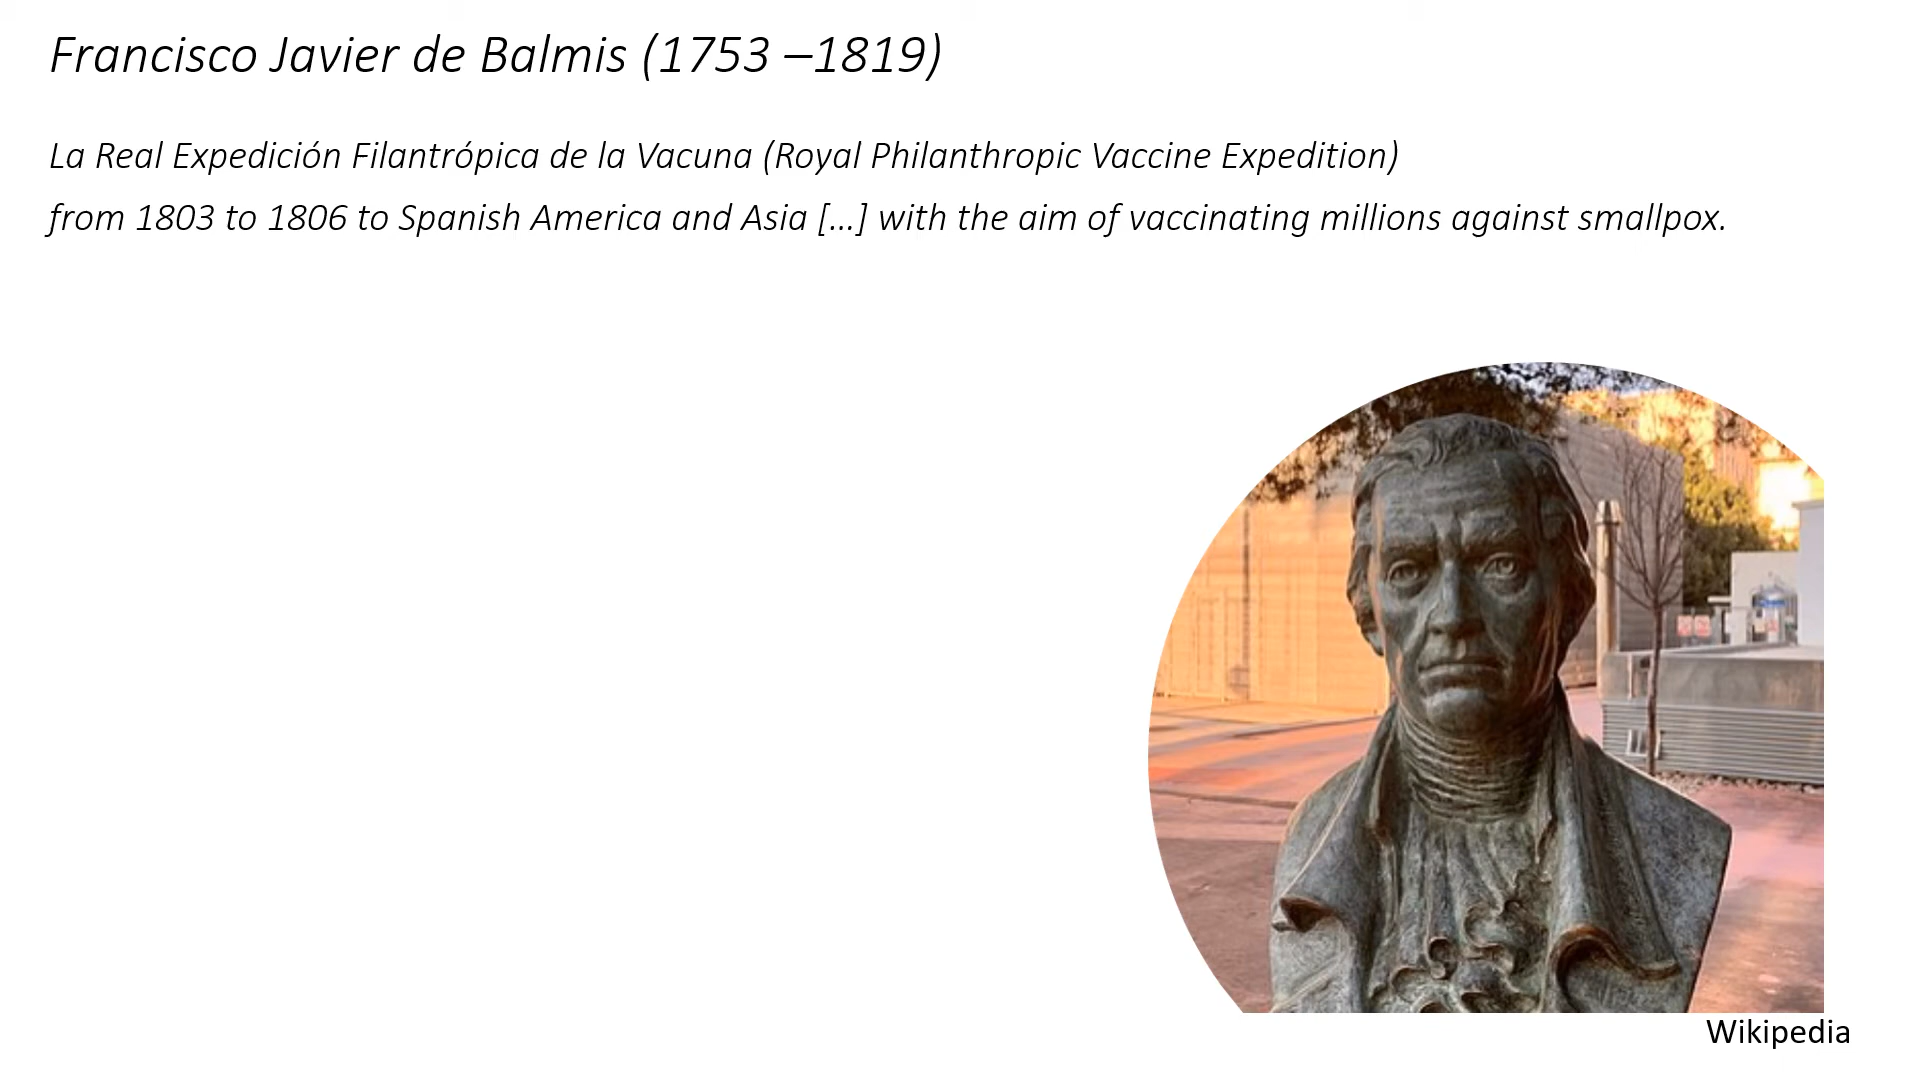 Francisco Javier de Balmis (1753 –1819)
La Real Expedición Filantrópica de la Vacuna (Royal Philanthropic Vaccine Expedition)
from 1803 to 1806 to Spanish America and Asia [...] with the aim of vaccinating millions against smallpox.
Wikipedia